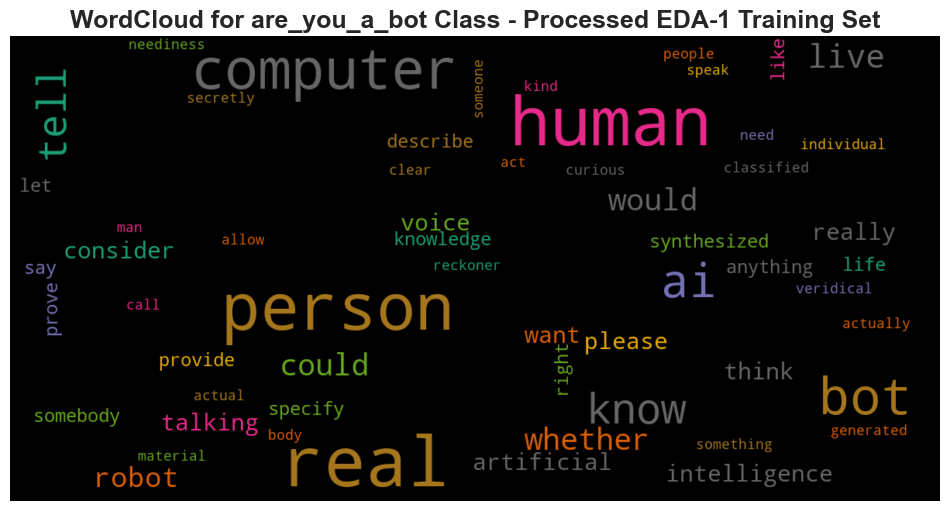 WordCloud for are_you_a_bot Class - Processed EDA-1 Training Set
neediness
computer
secretly
tell
someone
people
speak
like
live
kind
human
need
individual
describe
clear
act
curious
classified
let
would
man
voice
allow
knowledge
consider
reckoner
say
prove
call
synthesized
really
ai
anything
life
veridical
person
actually
want
please
provide
could
right
think
actual
somebody
specify
talking
body
know
bot
generated
whether
something
material
real
robot
artificial
intelligence